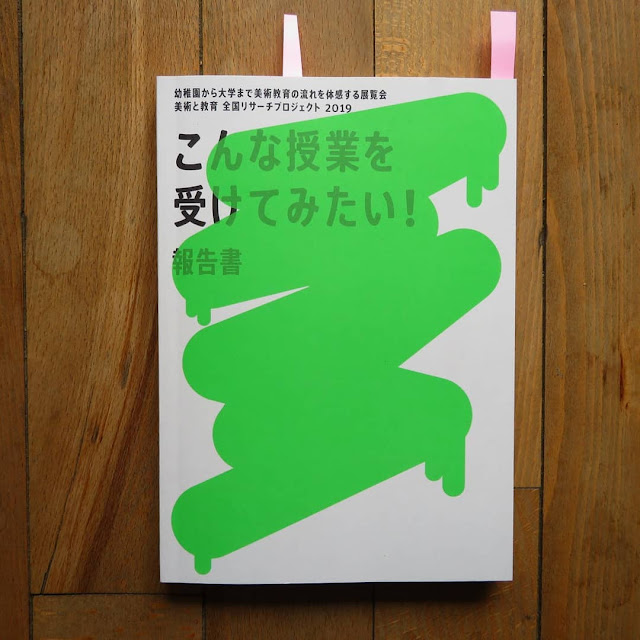 幼稚園から大学まで美術教育の流れを体感する展覧会
美術と教育 全国リサーチプロジェクト 2019
こんな授業を
受けてみたい!
報告書